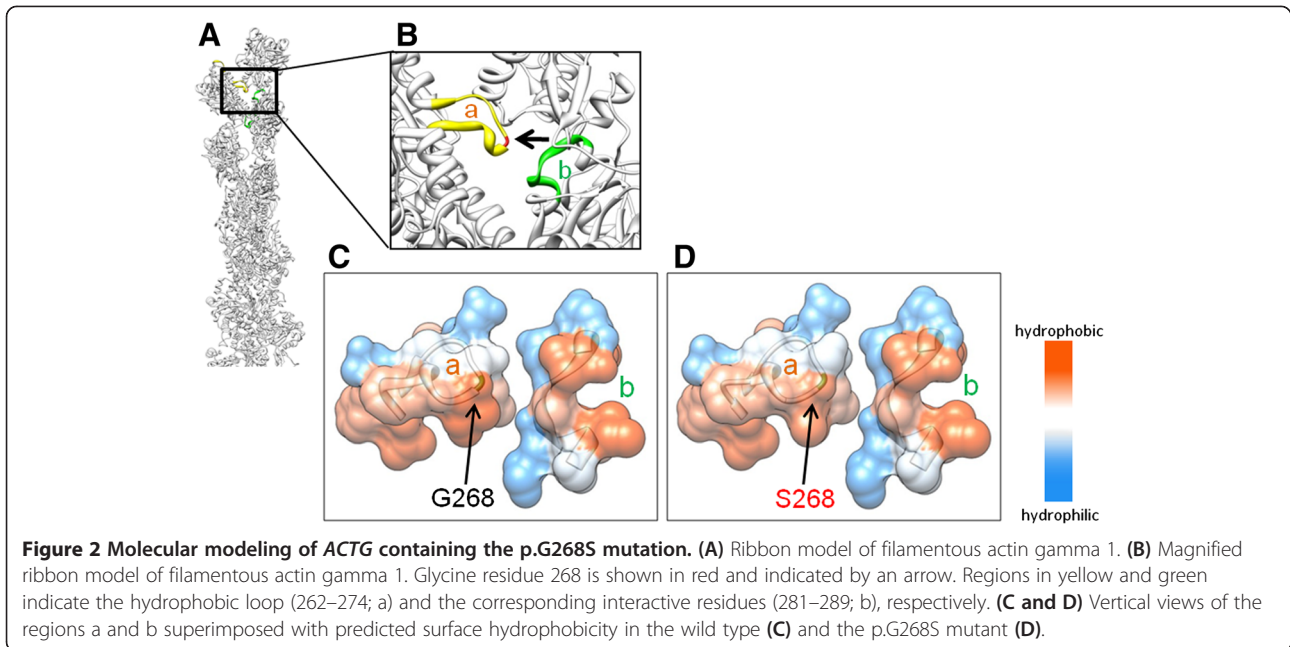 A
B
a
b
C
D
a
b
G268
a
b
S268
hydrophobic
hydrophilic
Figure 2 Molecular modeling of ACTG containing the p.G268S mutation. (A) Ribbon model of filamentous actin gamma 1. (B) Magnified
ribbon model of filamentous actin gamma 1. Glycine residue 268 is shown in red and indicated by an arrow. Regions in yellow and green
indicate the hydrophobic loop (262–274; a) and the corresponding interactive residues (281–289; b), respectively. (C and D) Vertical views of the
regions a and b superimposed with predicted surface hydrophobicity in the wild type (C) and the p.G268S mutant (D).